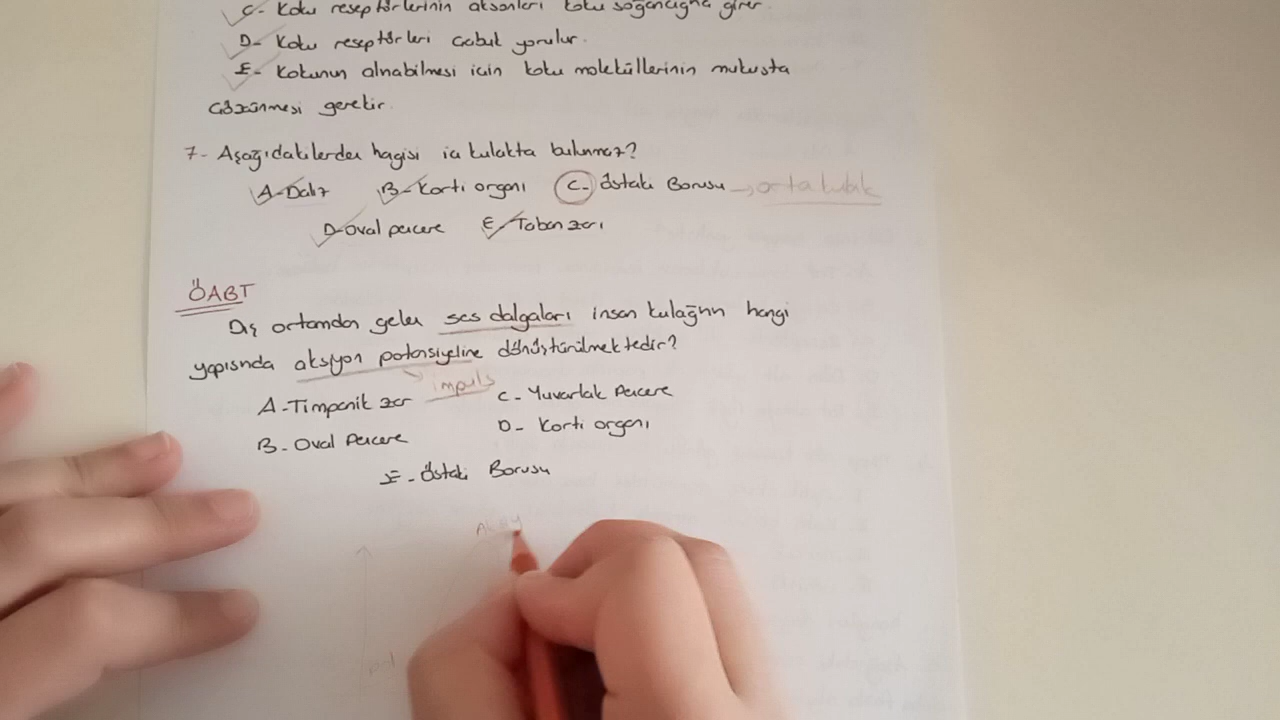 C- Koku reseptörlerinin aksonları koku soğancığına girer.
D- Koku reseptörleri çabuk yorulur.
E- Kokunun alınabilmesi için koku moleküllerinin mukusta
çözünmesi gerekir.
7- Aşağıdakilerden hangisi iç kulakta bulunmaz?
A- Dalız B- Korti organı C- Östaki Borusu → orta kulak
D- Oval pencere E- Taban zarı
ÖABT
Dış ortamdan gelen ses dalgaları insan kulağının hangi
yapısında aksiyon potansiyeline dönüştürülmektedir?
impuls
A- Timpanik zar C- Yuvarlak Pencere
B- Oval Pencere D- Korti organı
E- Östaki Borusu